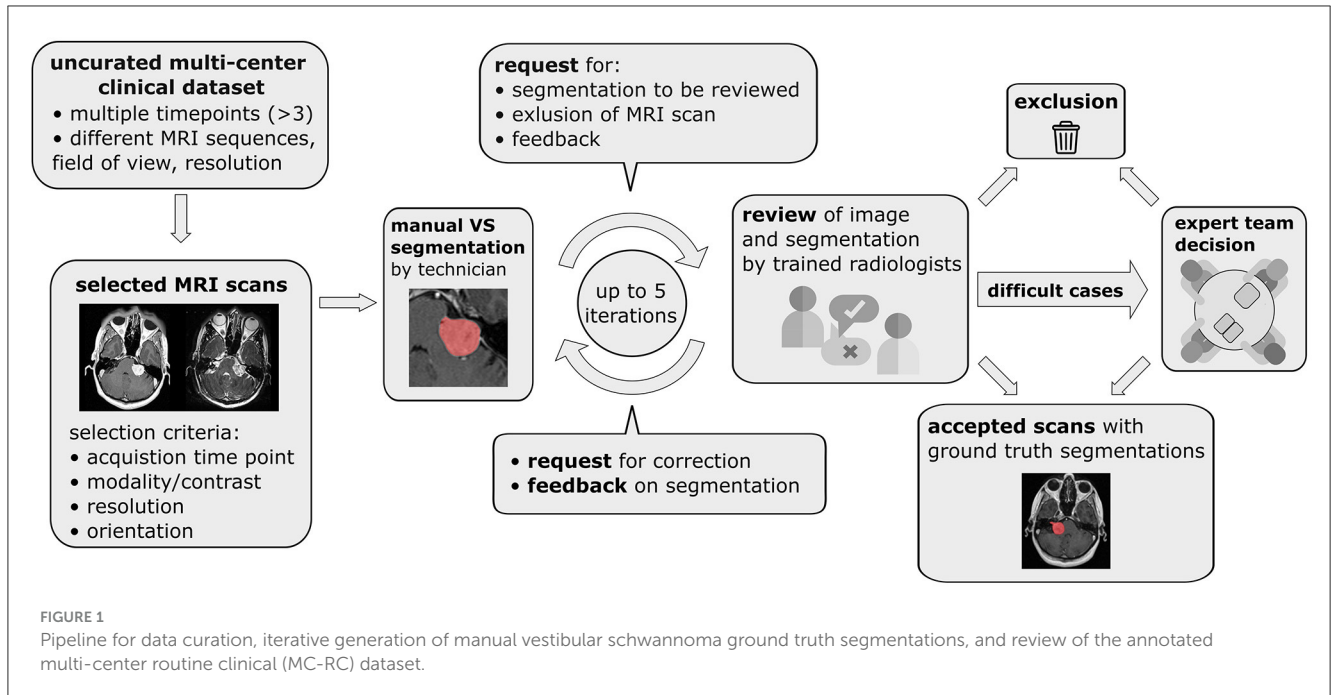 uncurated multi-center
clinical dataset
• multiple timepoints (>3)
• different MRI sequences,
field of view, resolution
selected MRI scans
selection criteria:
• acquistion time point
• modality/contrast
• resolution
• orientation
manual VS
segmentation
by technician
request for:
• segmentation to be reviewed
• exlusion of MRI scan
• feedback
up to 5
iterations
• request for correction
• feedback on segmentation
review of image
and segmentation
by trained radiologists
difficult cases
exclusion
expert team
decision
accepted scans with
ground truth segmentations
FIGURE 1
Pipeline for data curation, iterative generation of manual vestibular schwannoma ground truth segmentations, and review of the annotated
multi-center routine clinical (MC-RC) dataset.